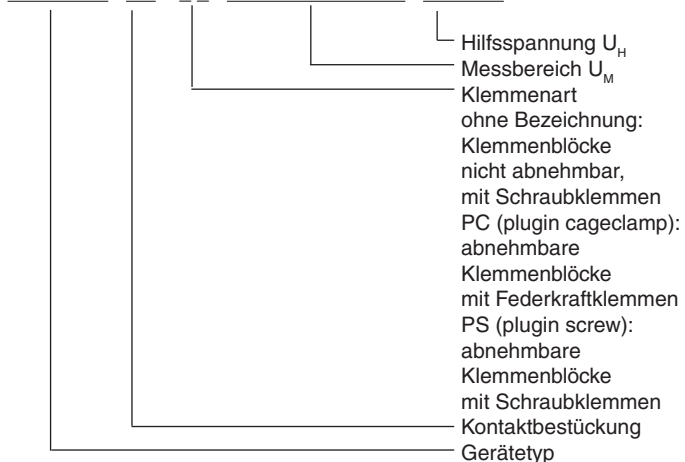 Hilfsspannung U_H
Messbereich U_M
Klemmenart
ohne Bezeichnung:
Klemmenblöcke
nicht abnehmbar,
mit Schraubklemmen
PC (plugin cageclamp):
abnehmbare
Klemmenblöcke
mit Federkraftklemmen
PS (plugin screw):
abnehmbare
Klemmenblöcke
mit Schraubklemmen
Kontaktbestückung
Gerätetyp